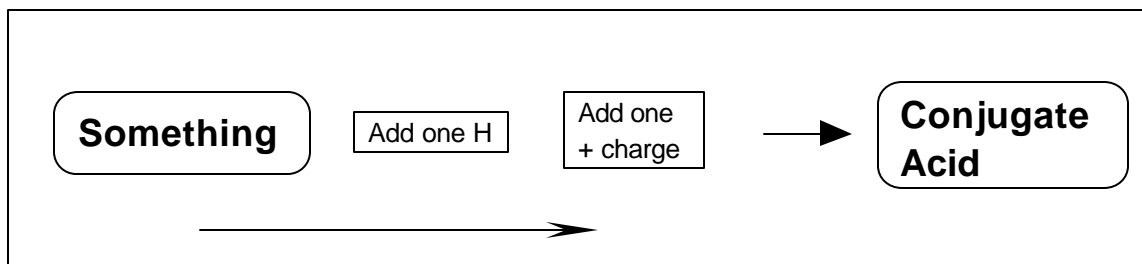 Something
Add one H
Add one
+ charge
Conjugate
Acid